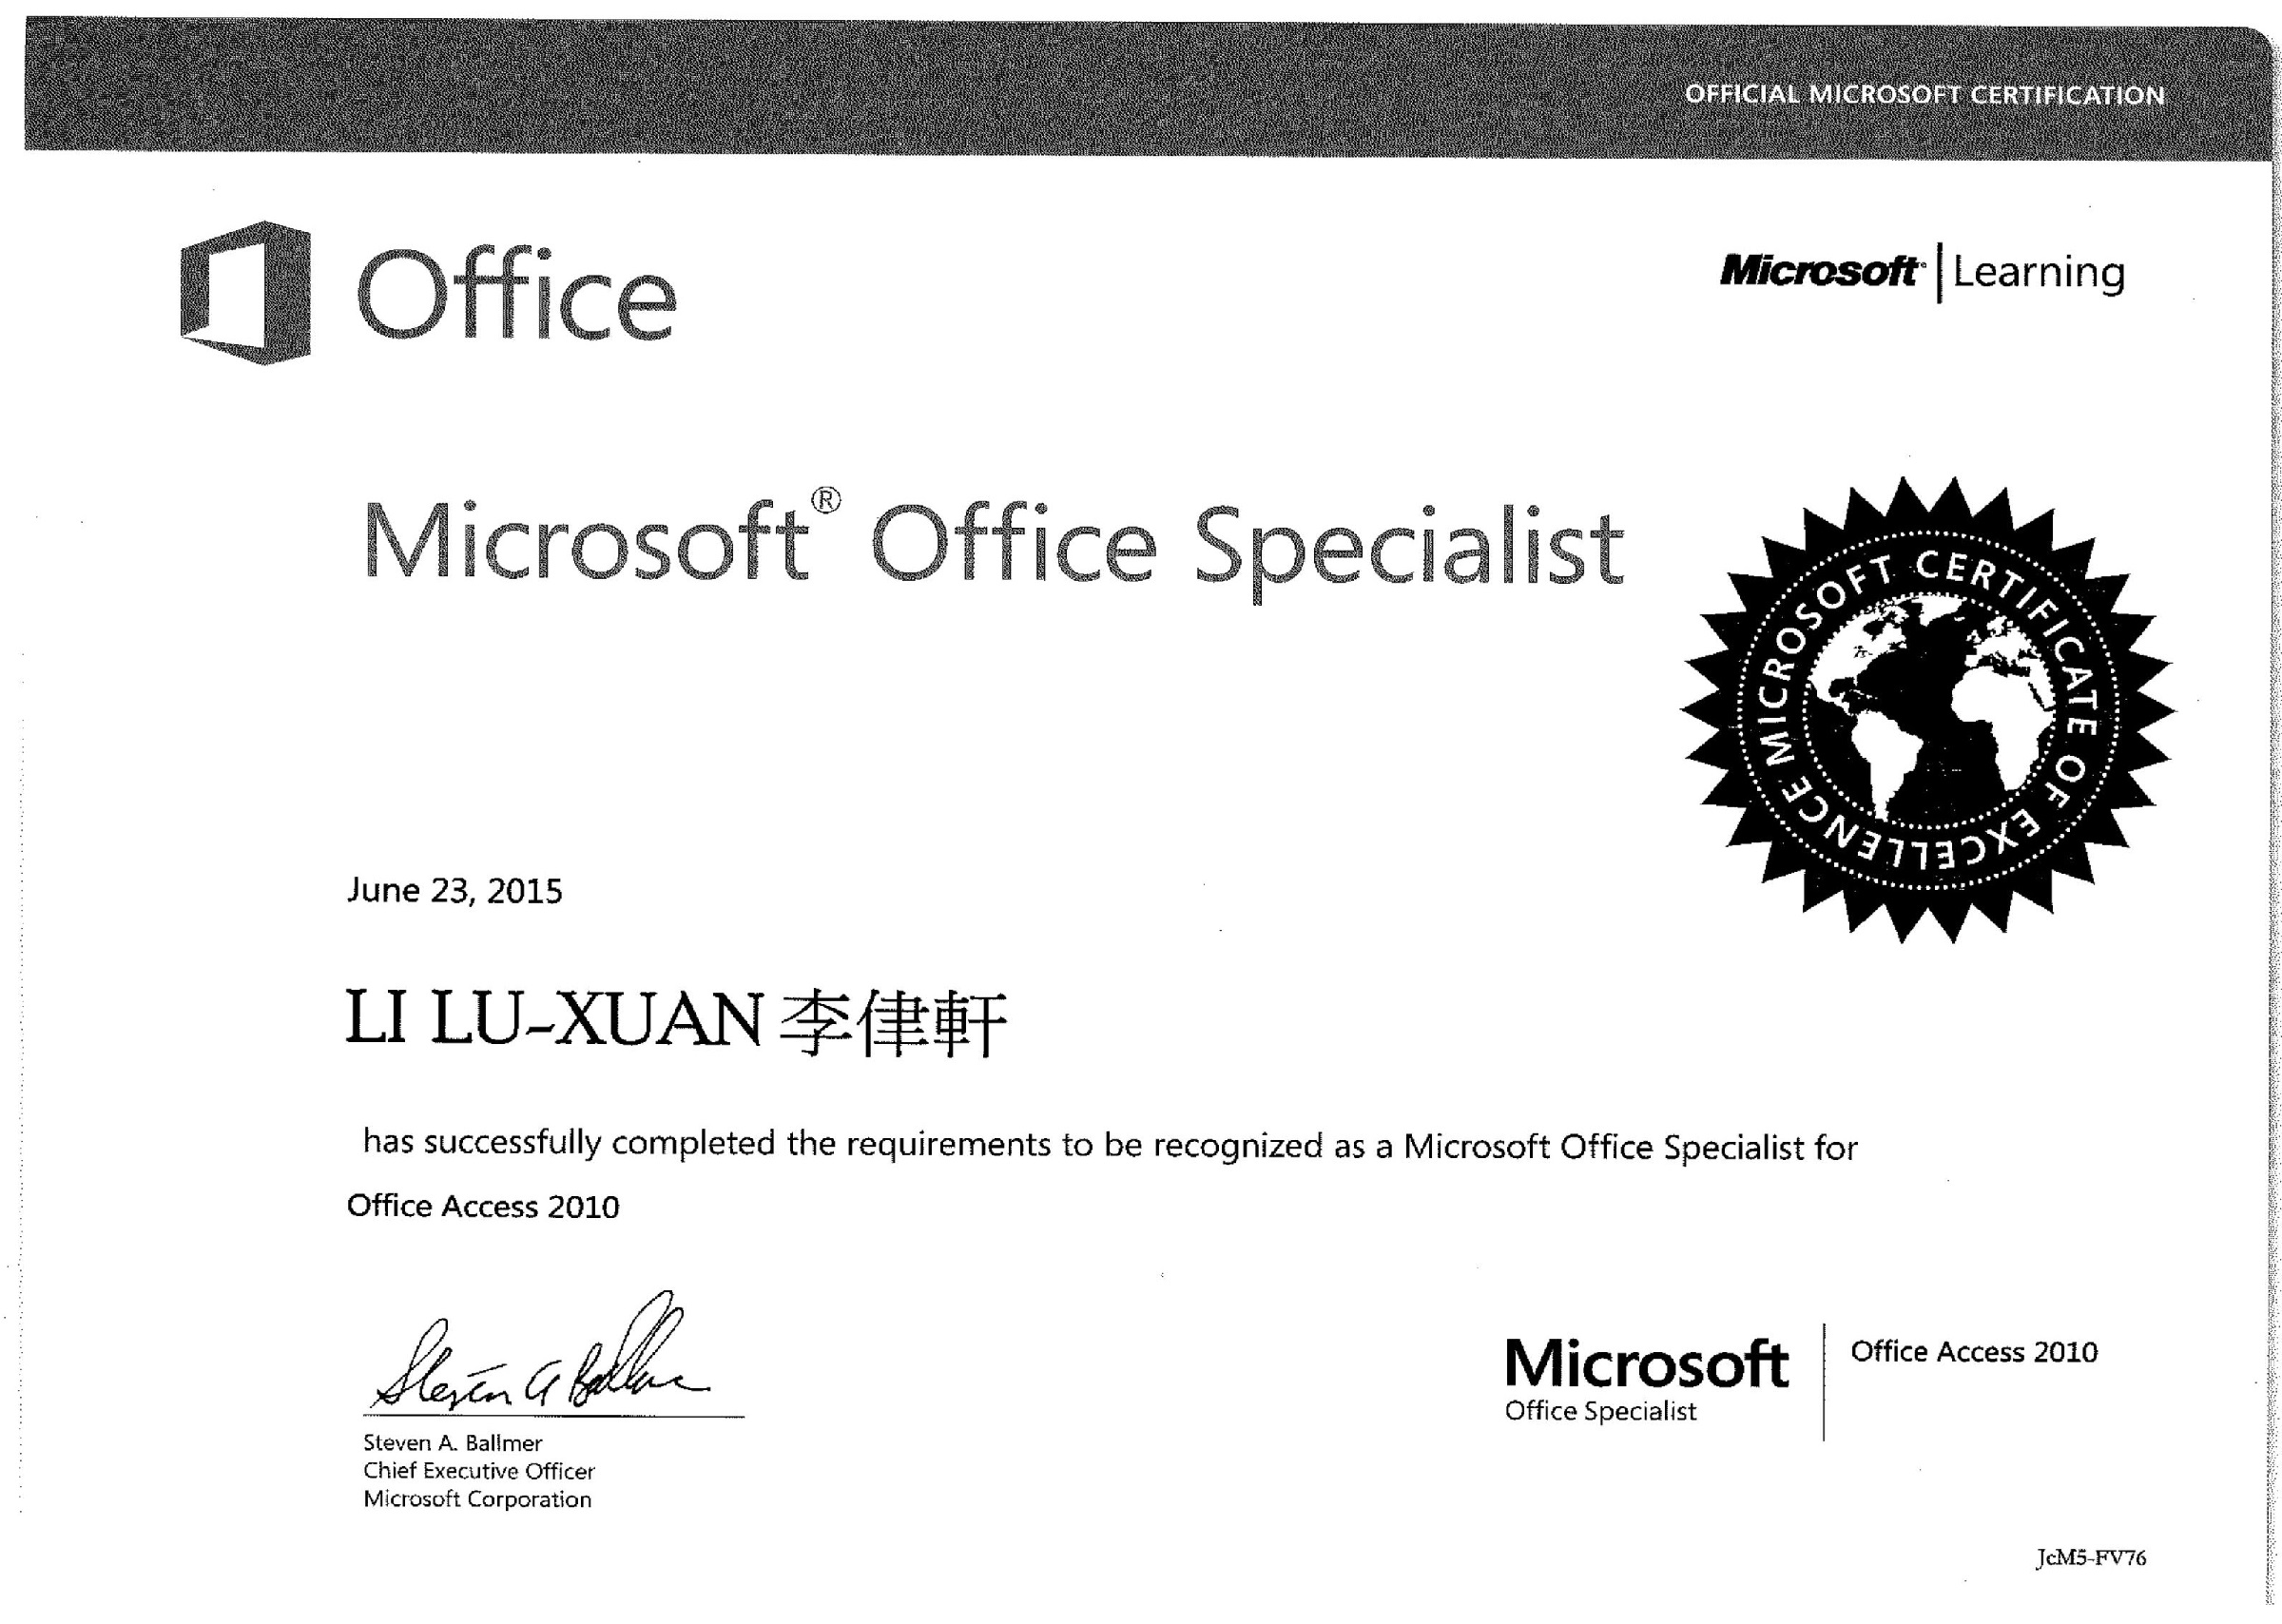 OFFICIAL MICROSOFT CERTIFICATION
Office
Microsoft® Learning
Microsoft® Office Specialist
MICROSOFT CERTIFICATE OF EXCELLENCE
June 23, 2015
LI LU-XUAN 李侓軒
has successfully completed the requirements to be recognized as a Microsoft Office Specialist for
Office Access 2010
Steven A Ballmer
Steven A. Ballmer
Chief Executive Officer
Microsoft Corporation
Microsoft
Office Specialist
Office Access 2010
JcM5-FV76